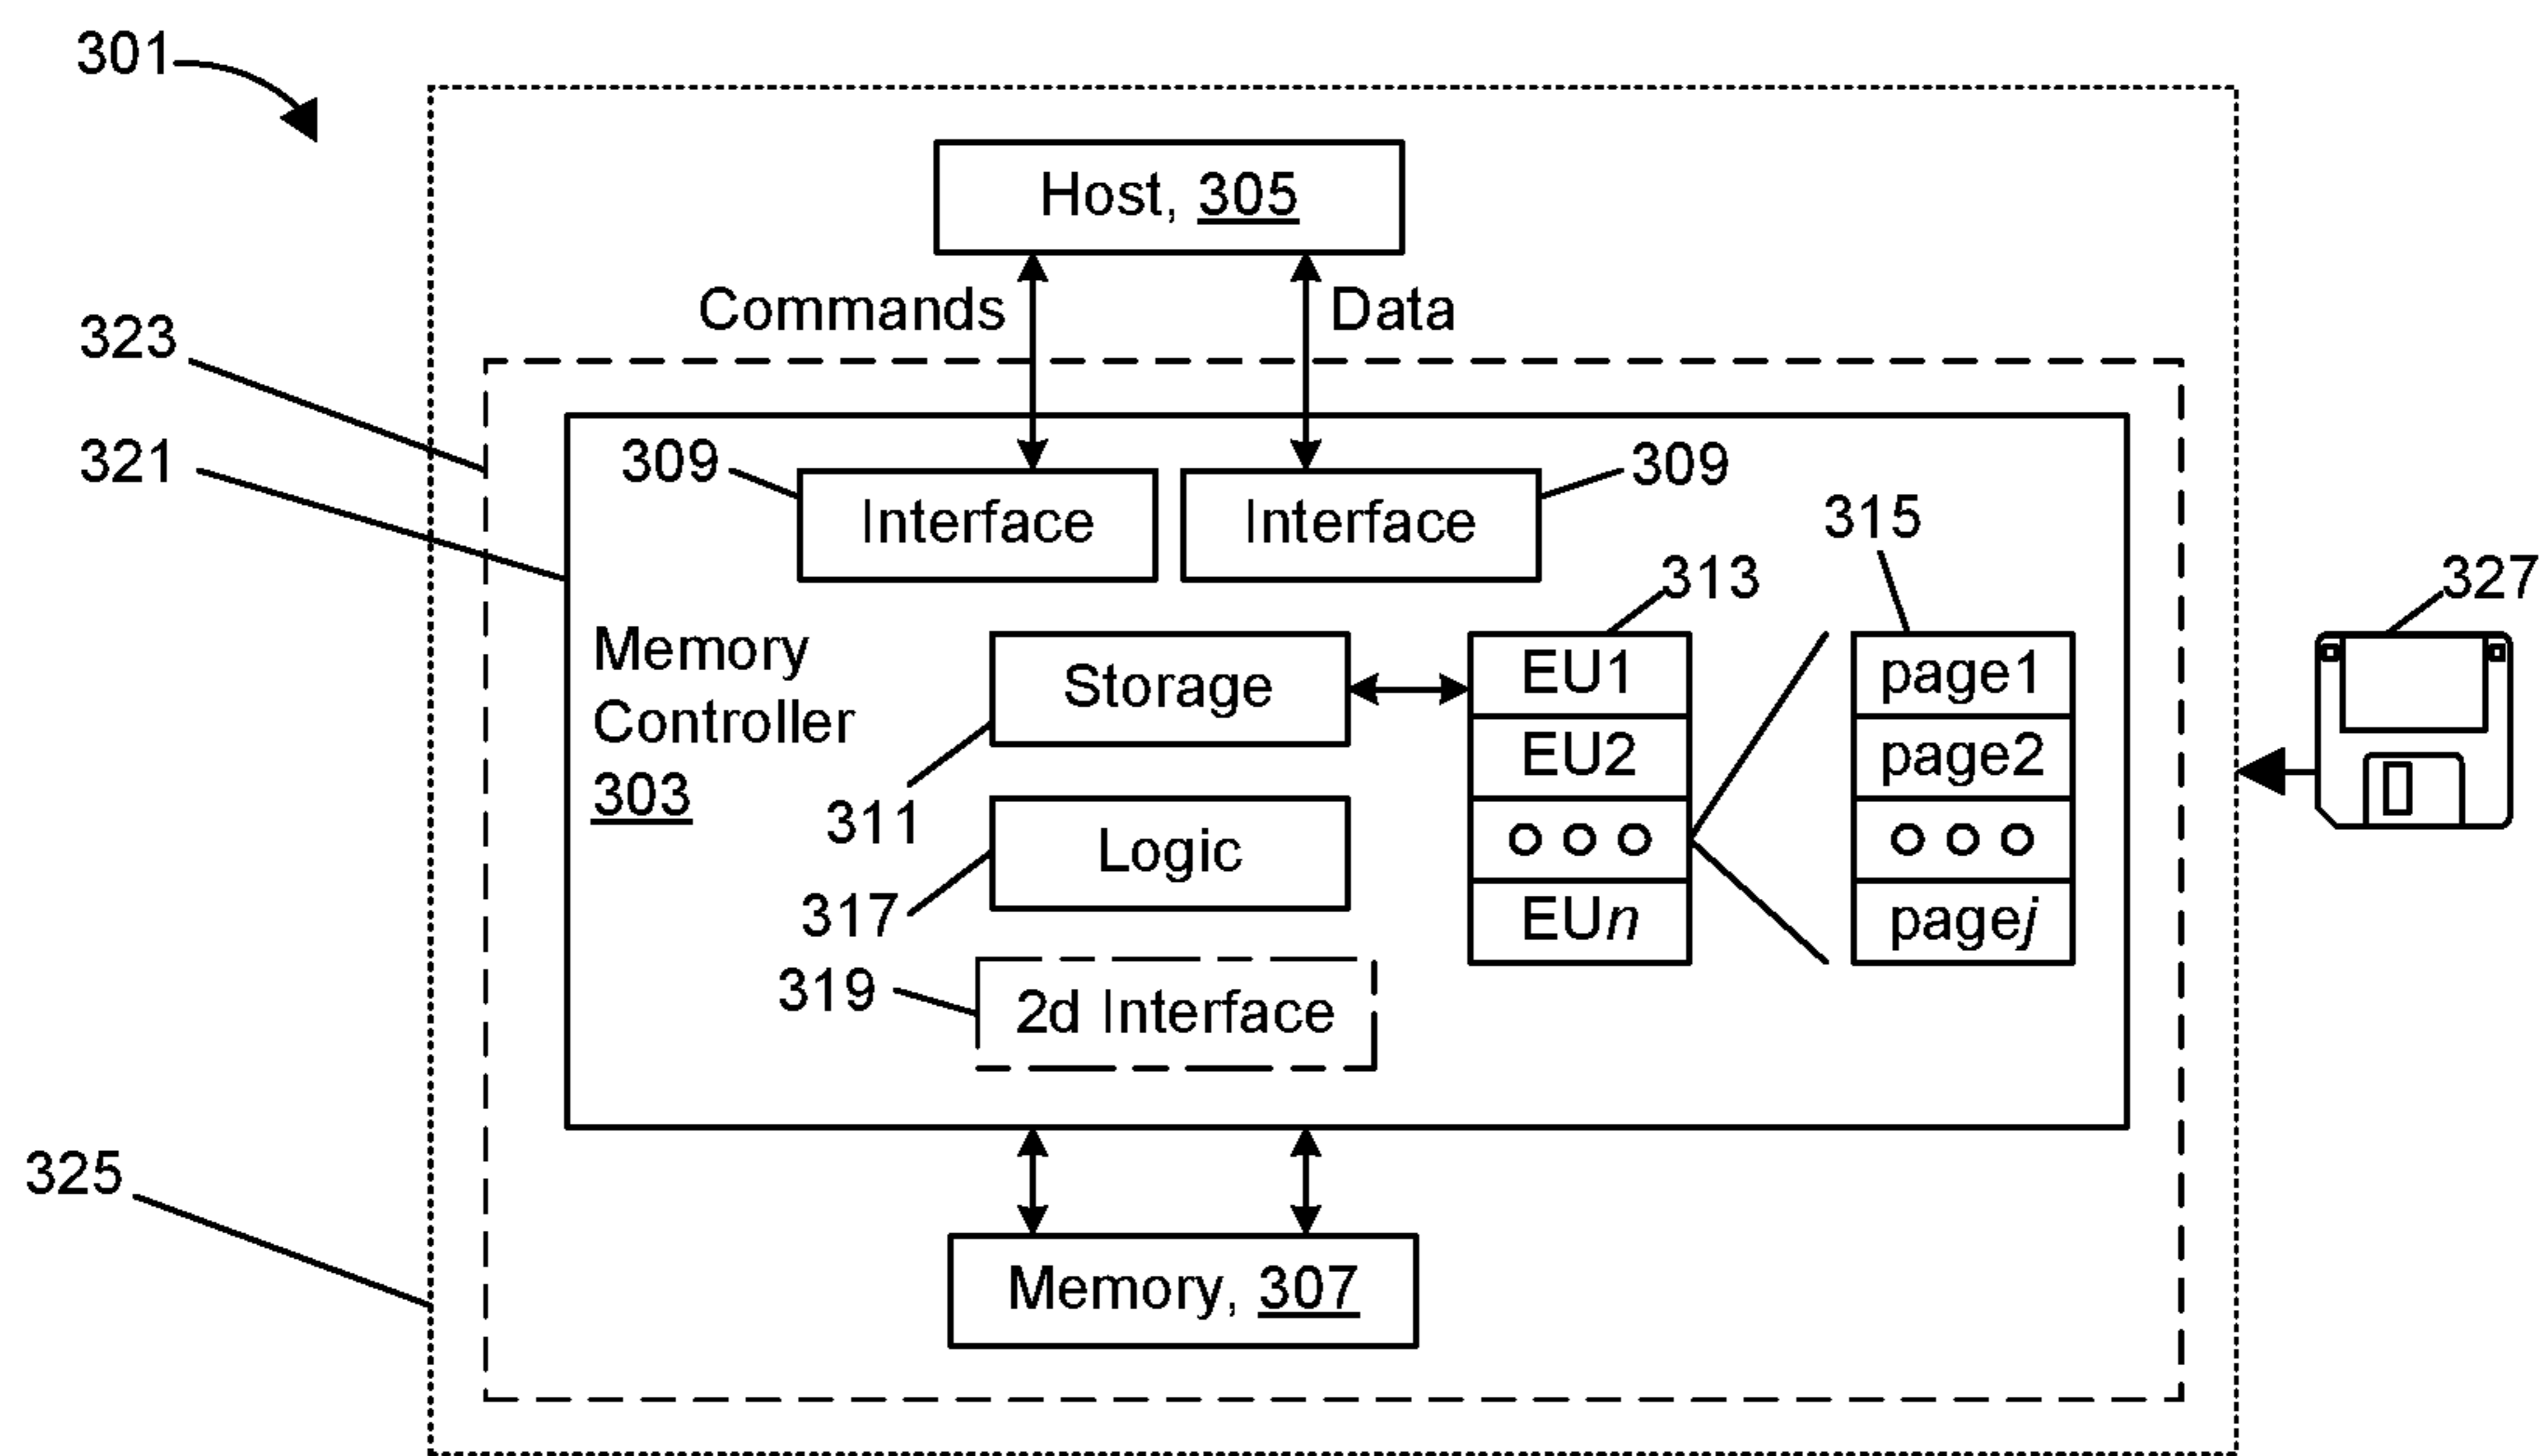 301
Host, 305
Commands
Data
323
321
309
Interface
Interface
309
315
313
327
Memory
Controller
303
Storage
311
EU1
EU2
EUn
page1
page2
pagej
Logic
317
319
2d Interface
325
Memory, 307